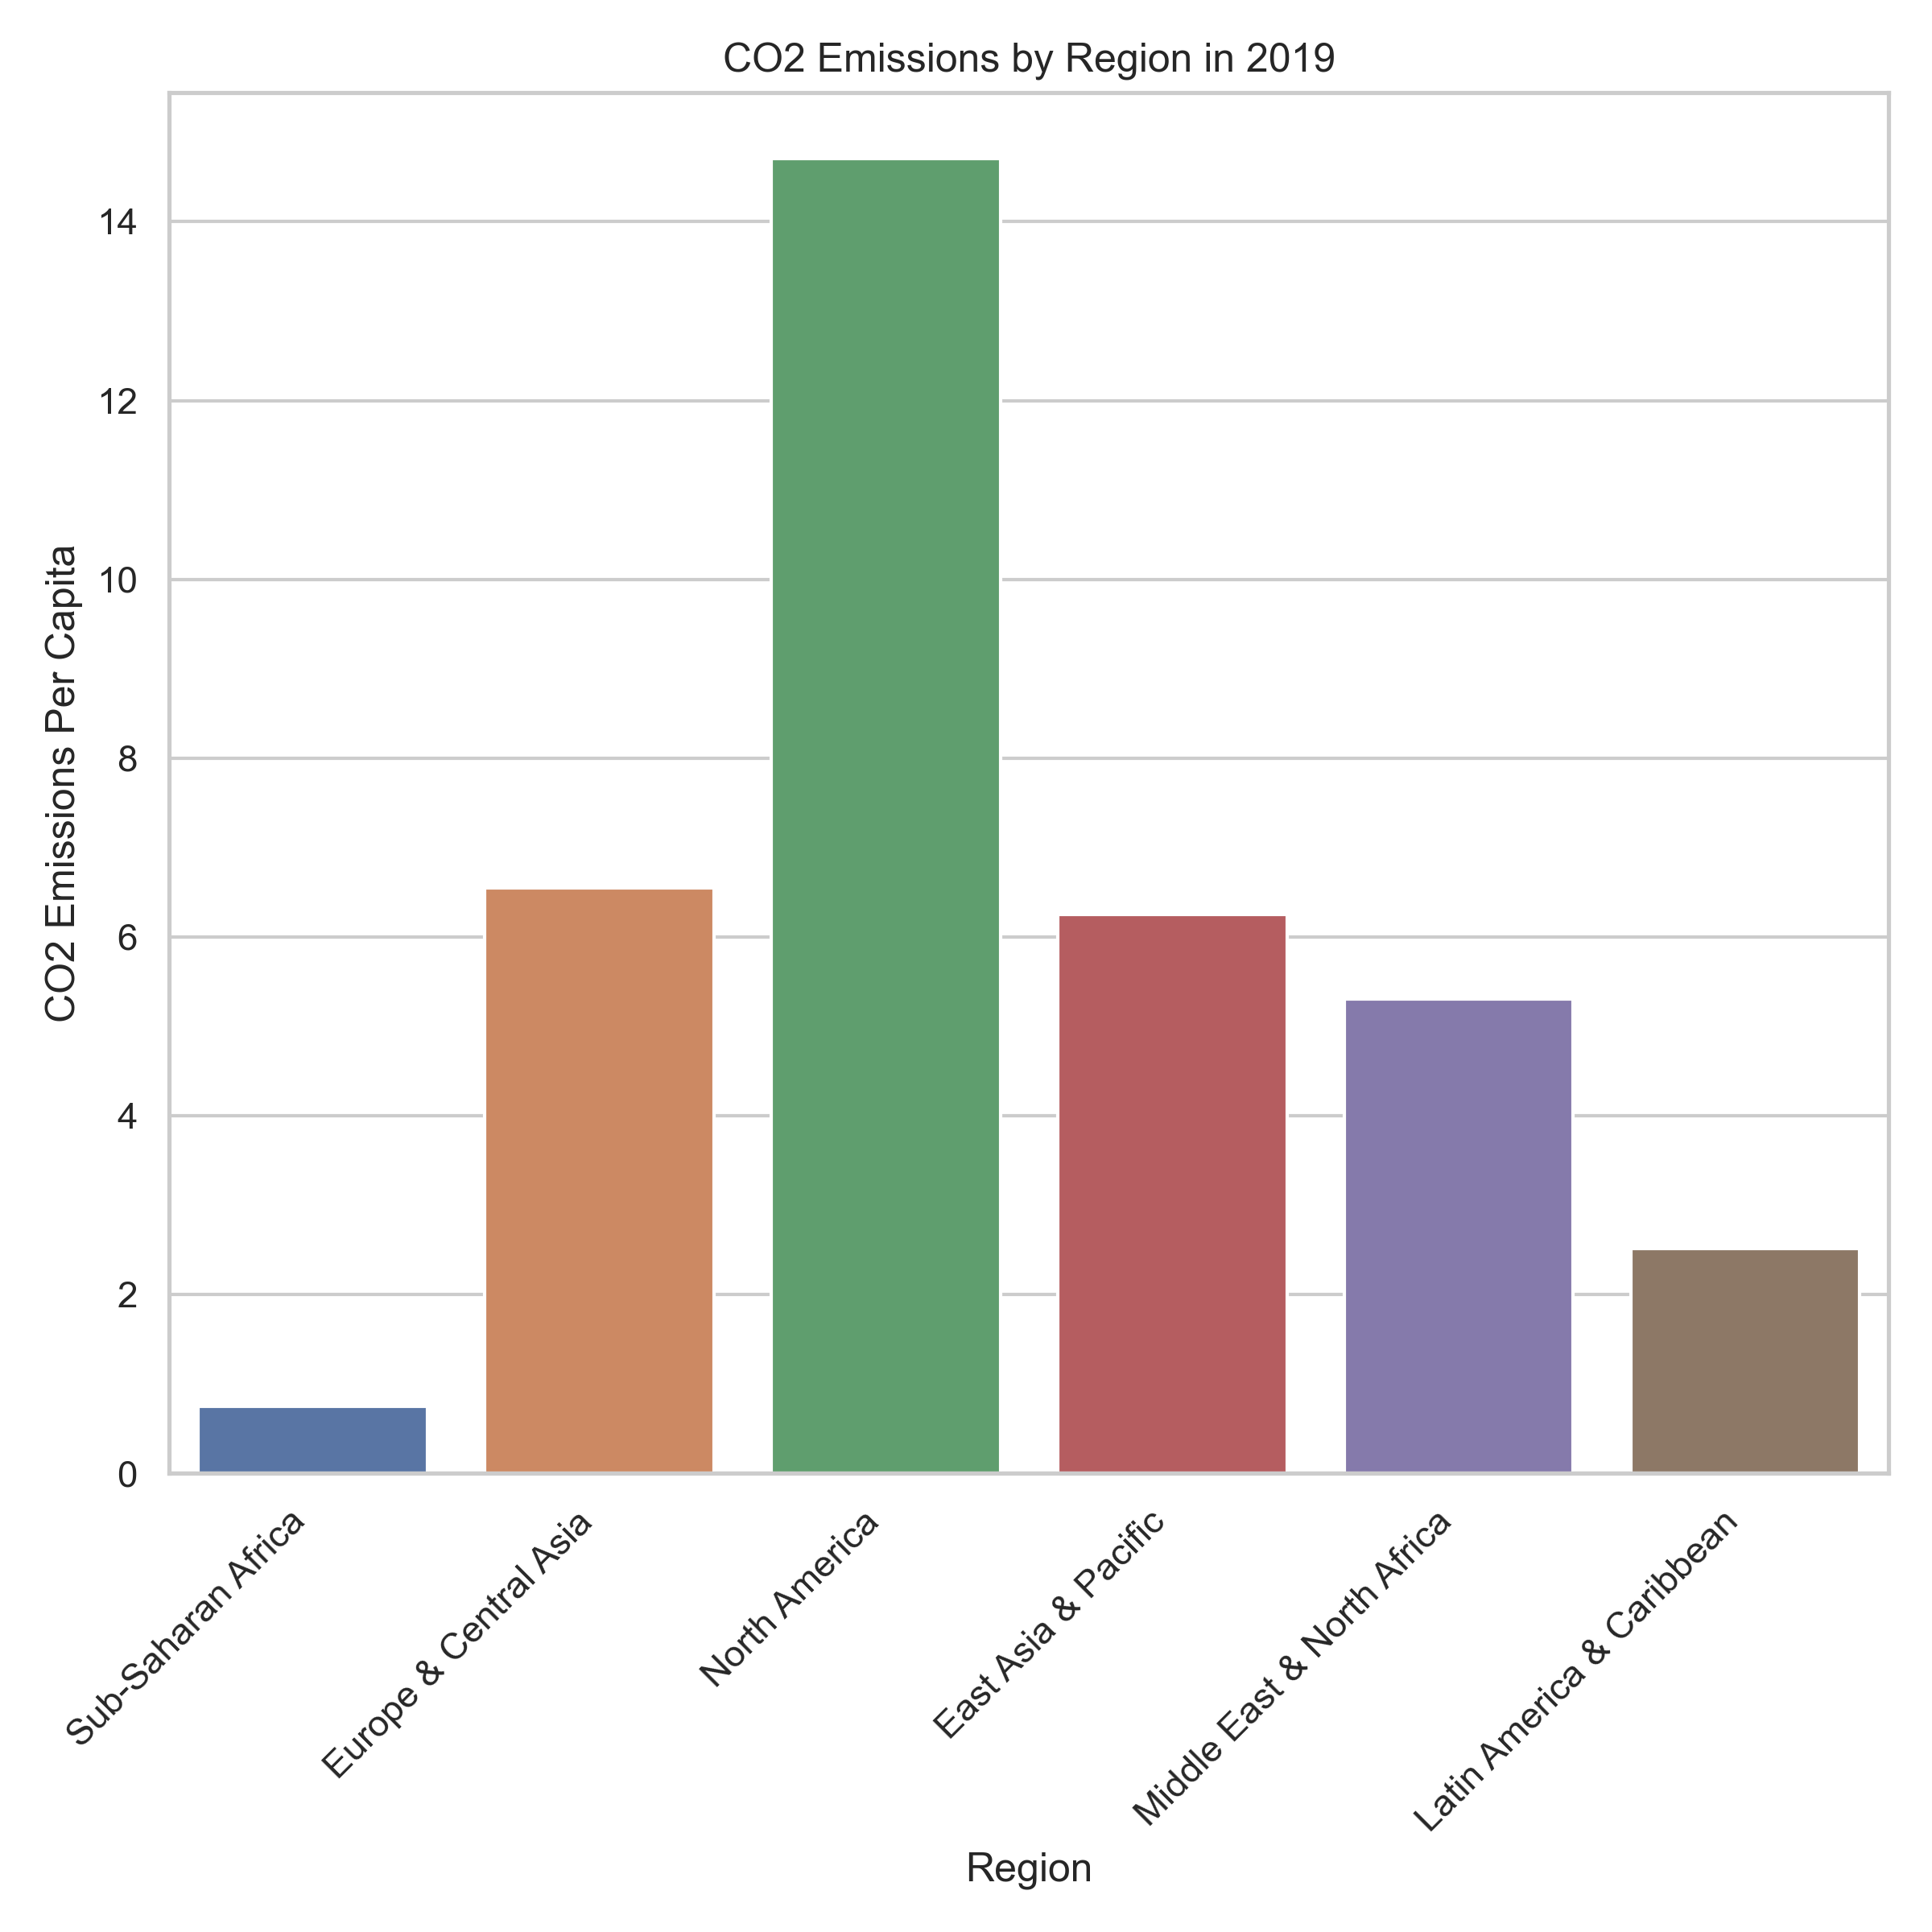 CO2 Emissions by Region in 2019
CO2 Emissions Per Capita
14
12
10
8
6
4
2
0
Sub-Saharan Africa
Europe & Central Asia
North America
East Asia & Pacific
Middle East & North Africa
Latin America & Caribbean
Region